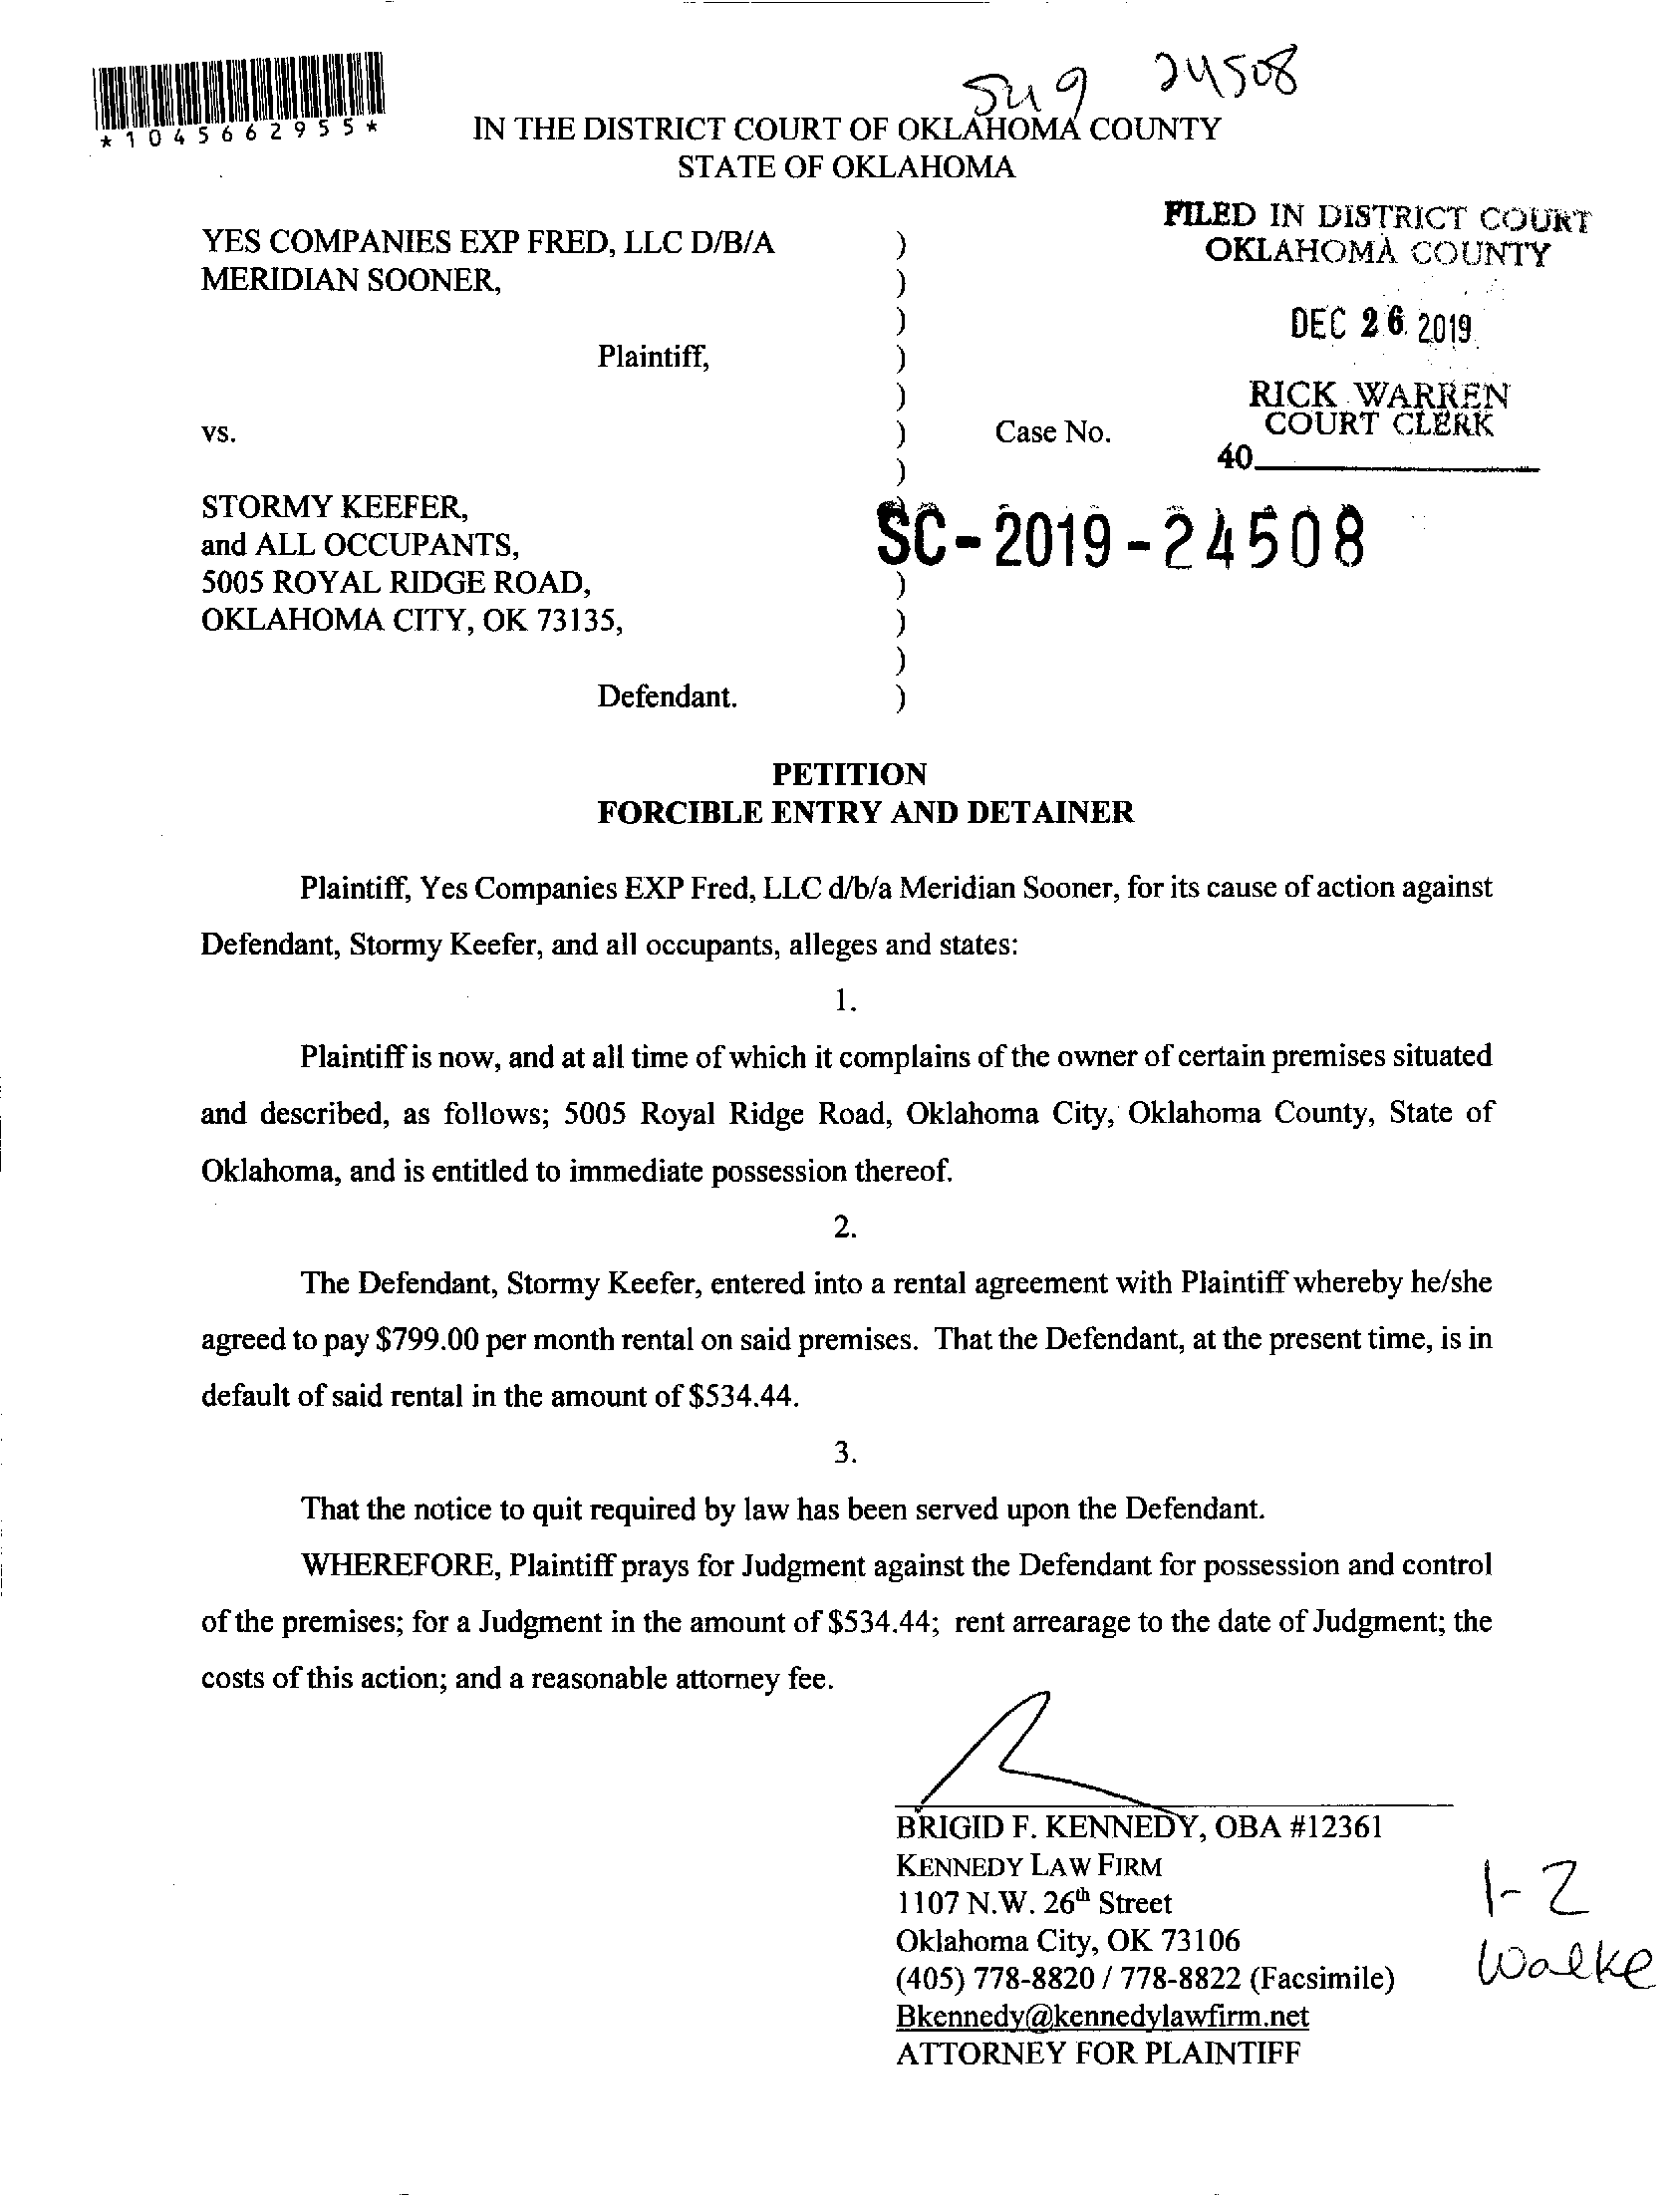 *1045662955*
24508
IN THE DISTRICT COURT OF OKLAHOMA COUNTY
STATE OF OKLAHOMA
FILED IN DISTRICT COURT
OKLAHOMA COUNTY
DEC 26 2019
RICK WARREN
COURT CLERK
40
YES COMPANIES EXP FRED, LLC D/B/A )
MERIDIAN SOONER, )
)
Plaintiff, )
)
vs. ) Case No.
)
STORMY KEEFER, )
SC-2019-24508
and ALL OCCUPANTS,
5005 ROYAL RIDGE ROAD, )
OKLAHOMA CITY, OK 73135, )
)
Defendant. )
PETITION
FORCIBLE ENTRY AND DETAINER
Plaintiff, Yes Companies EXP Fred, LLC d/b/a Meridian Sooner, for its cause of action against
Defendant, Stormy Keefer, and all occupants, alleges and states:
1.
Plaintiff is now, and at all time of which it complains of the owner of certain premises situated
and described, as follows; 5005 Royal Ridge Road, Oklahoma City, Oklahoma County, State of
Oklahoma, and is entitled to immediate possession thereof.
2.
The Defendant, Stormy Keefer, entered into a rental agreement with Plaintiff whereby he/she
agreed to pay $799.00 per month rental on said premises. That the Defendant, at the present time, is in
default of said rental in the amount of $534.44.
3.
That the notice to quit required by law has been served upon the Defendant.
WHEREFORE, Plaintiff prays for Judgment against the Defendant for possession and control
of the premises; for a Judgment in the amount of $534.44; rent arrearage to the date of Judgment; the
costs of this action; and a reasonable attorney fee.
BRIGID F. KENNEDY, OBA #12361
KENNEDY LAW FIRM
1107 N.W. 26th Street
Oklahoma City, OK 73106
(405) 778-8820 / 778-8822 (Facsimile)
Bkennedy@kennedylawfirm.net
ATTORNEY FOR PLAINTIFF
1-2
Walke